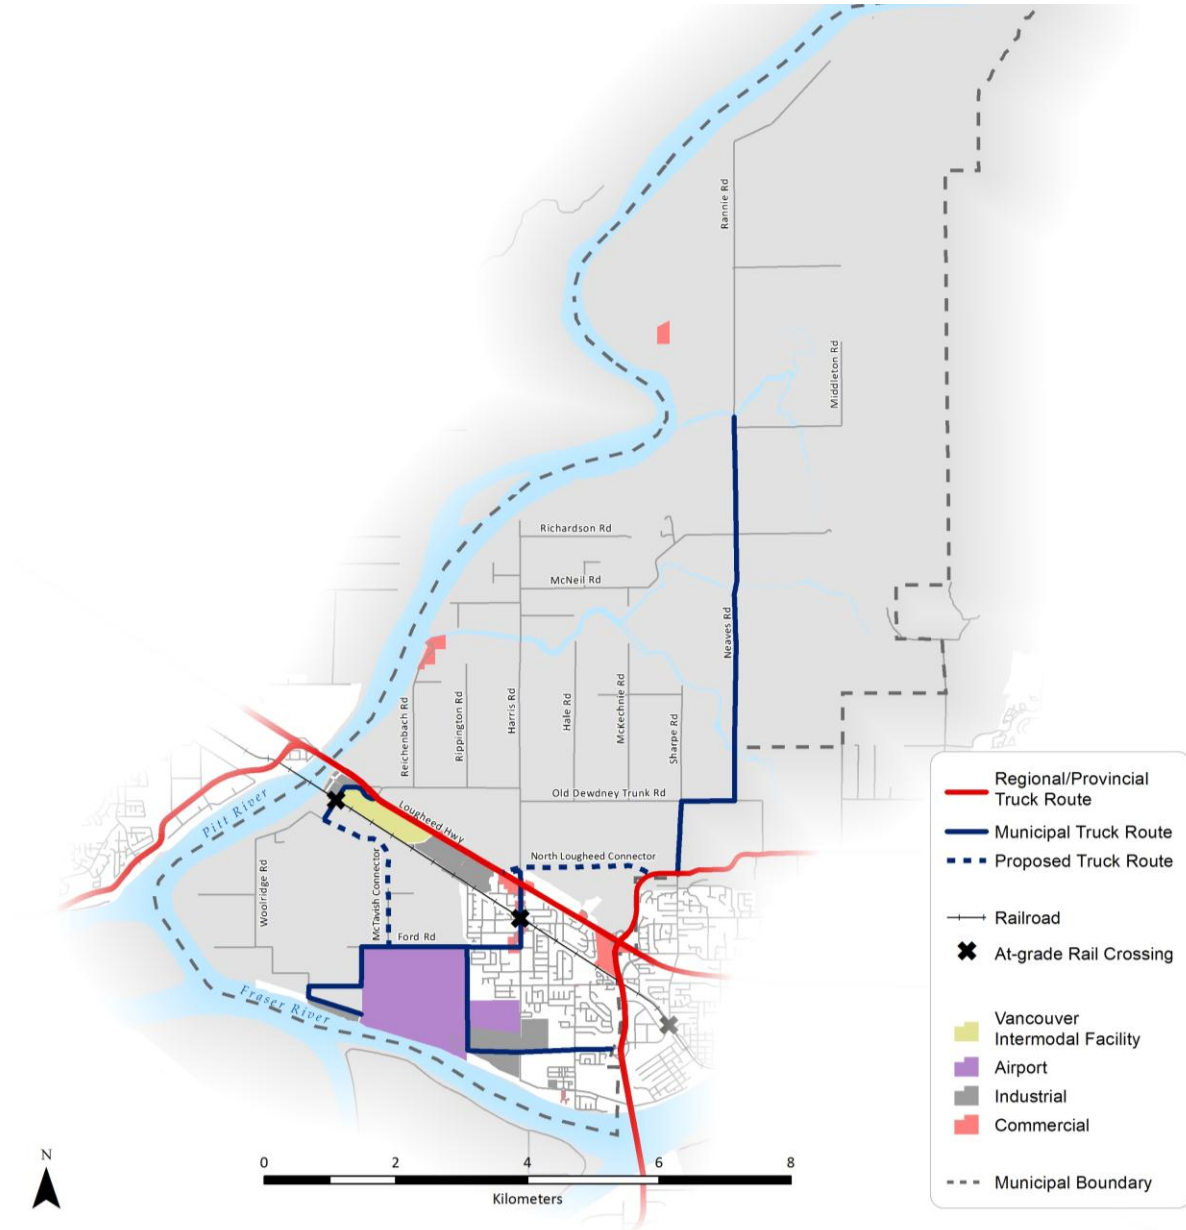 Rannie Rd
Middleton Rd
Richardson Rd
McNeil Rd
Neaves Rd
Reichenbach Rd
Rippington Rd
Harris Rd
Hale Rd
McKechnie Rd
Sharpe Rd
Old Dewdney Trunk Rd
Lougheed Hwy
Pitt River
North Lougheed Connector
Woolridge Rd
McTavish Connector
Ford Rd
Fraser River
Regional/Provincial
Truck Route
Municipal Truck Route
Proposed Truck Route
Railroad
At-grade Rail Crossing
Vancouver
Intermodal Facility
Airport
Industrial
Commercial
Municipal Boundary
N
0 2 4 6 8
Kilometers